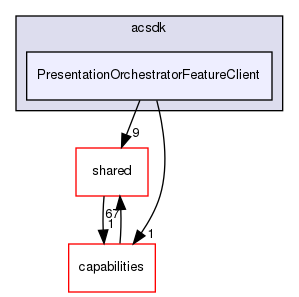 acsdk
PresentationOrchestratorFeatureClient
9
shared
67
1
1
capabilities